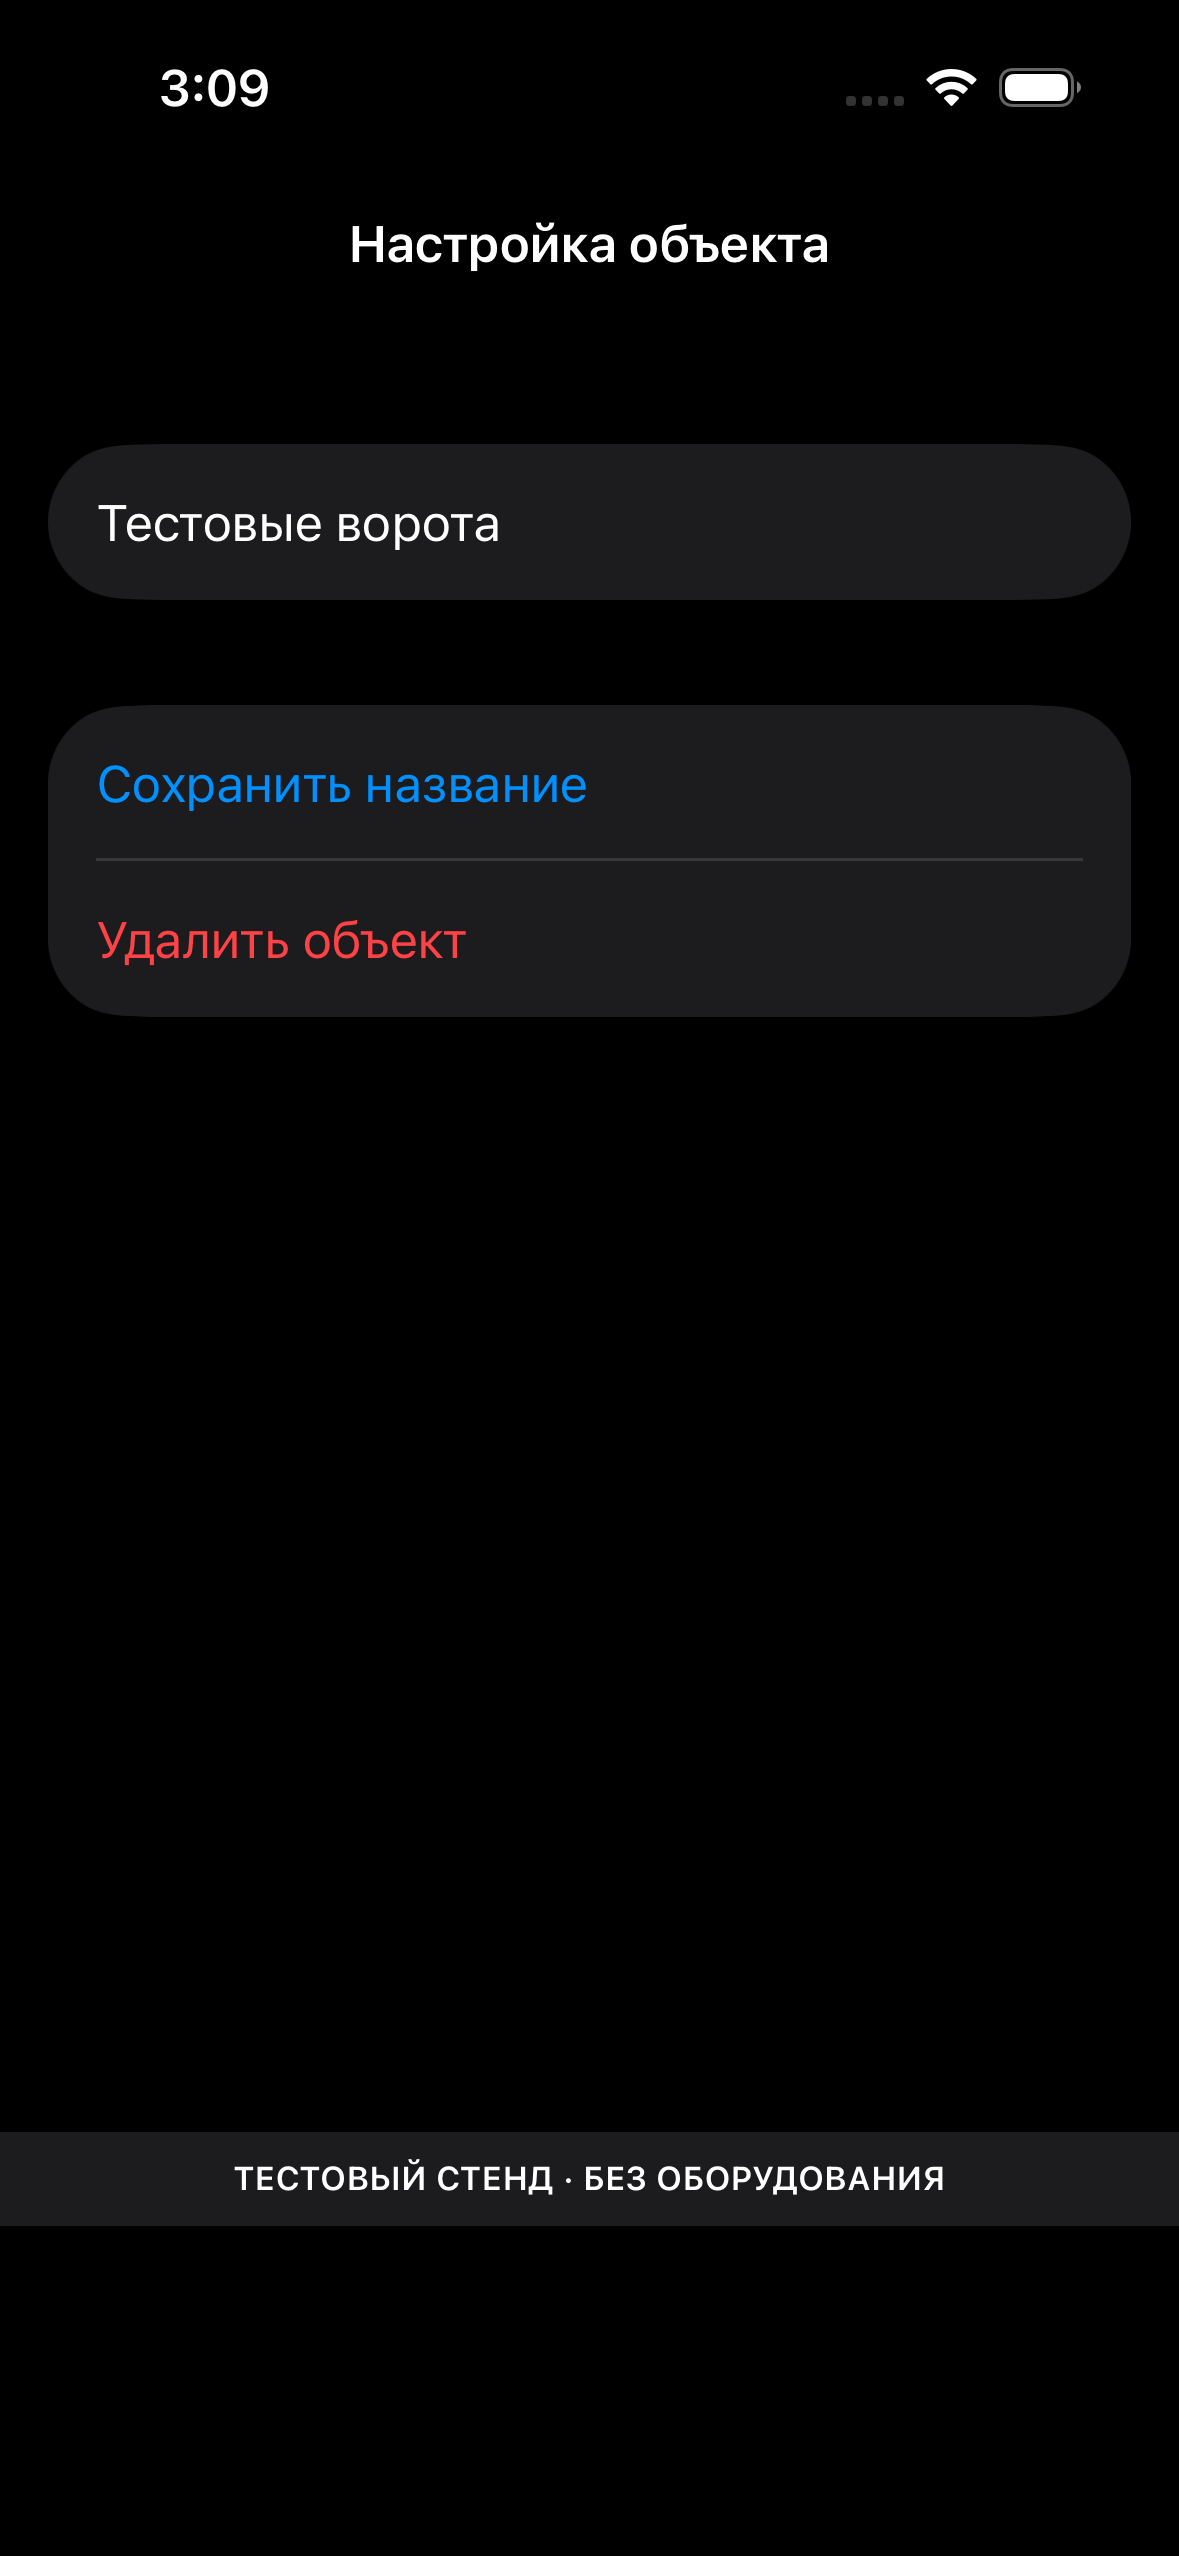 3:09
Настройка объекта
Тестовые ворота
Сохранить название
Удалить объект
ТЕСТОВЫЙ СТЕНД · БЕЗ ОБОРУДОВАНИЯ